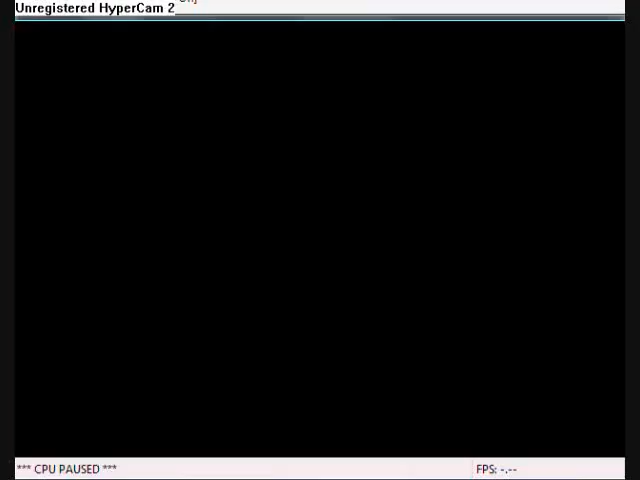 Unregistered HyperCam 2
*** CPU PAUSED ***
FPS: -.--